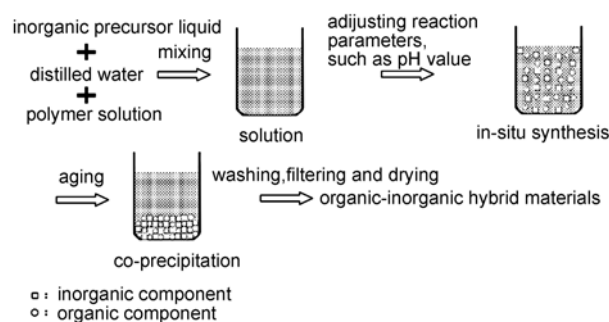 inorganic precursor liquid
+
distilled water
+
polymer solution
mixing
solution
adjusting reaction
parameters,
such as pH value
in-situ synthesis
aging
co-precipitation
washing,filtering and drying
organic-inorganic hybrid materials
: inorganic component
: organic component